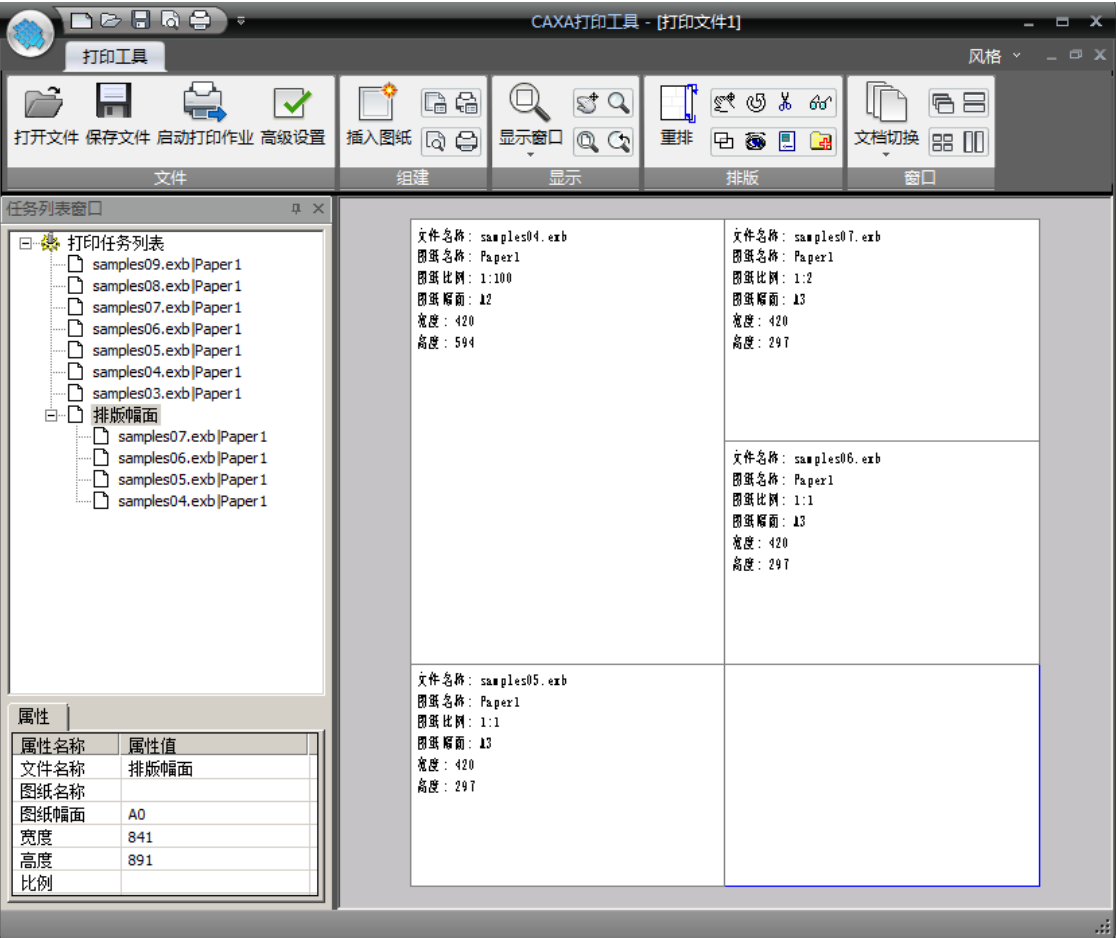 CAXA打印工具 - [打印文件1]
打印工具
风格
打开文件 保存文件 启动打印作业 高级设置
插入图纸
显示窗口
重排
文档切换
文件
组建
显示
排版
窗口
任务列表窗口
打印任务列表
samples09.exb|Paper1
samples08.exb|Paper1
samples07.exb|Paper1
samples06.exb|Paper1
samples05.exb|Paper1
samples04.exb|Paper1
samples03.exb|Paper1
排版幅面
samples07.exb|Paper1
samples06.exb|Paper1
samples05.exb|Paper1
samples04.exb|Paper1
属性
属性名称 属性值
文件名称 排版幅面
图纸名称
图纸幅面 A0
宽度 841
高度 891
比例
文件名称: samples04.exb
图纸名称: Paper1
图纸比例: 1:100
图纸幅面: A2
宽度: 420
高度: 594
文件名称: samples07.exb
图纸名称: Paper1
图纸比例: 1:2
图纸幅面: A3
宽度: 420
高度: 297
文件名称: samples06.exb
图纸名称: Paper1
图纸比例: 1:1
图纸幅面: A3
宽度: 420
高度: 297
文件名称: samples05.exb
图纸名称: Paper1
图纸比例: 1:1
图纸幅面: A3
宽度: 420
高度: 297